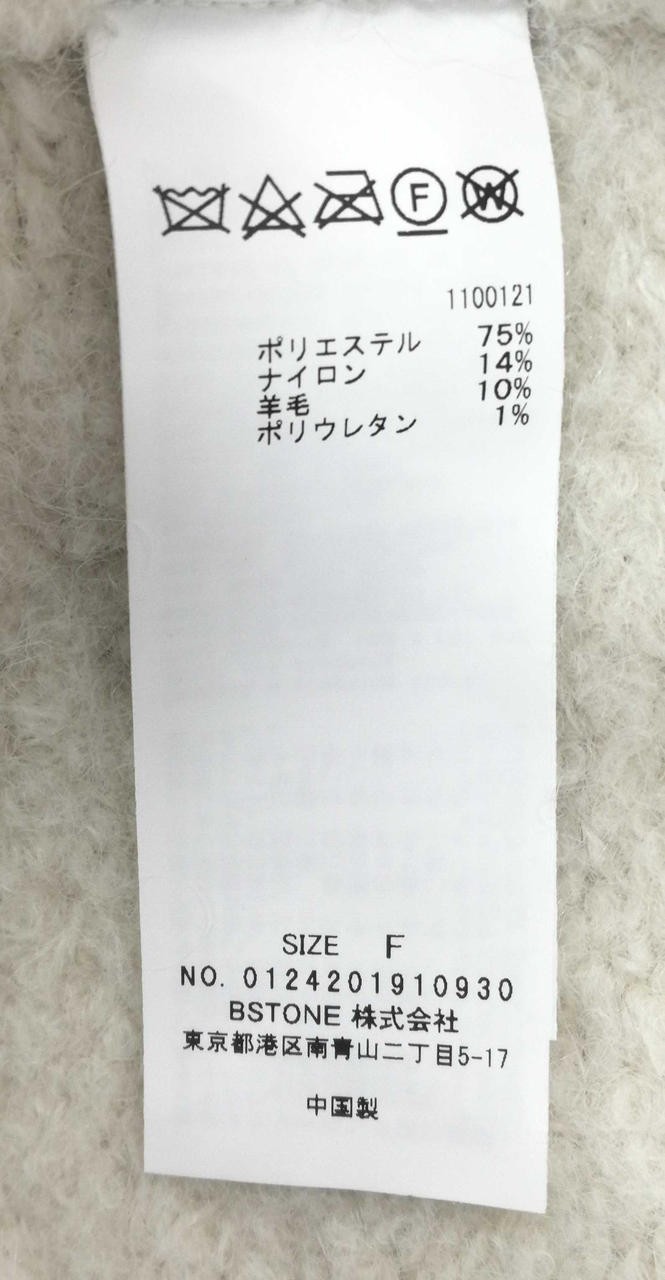 F W
1100121
ポリエステル 75%
ナイロン 14%
羊毛 10%
ポリウレタン 1%
SIZE F
NO. 0124201910930
BSTONE 株式会社
東京都港区南青山二丁目5-17
中国製